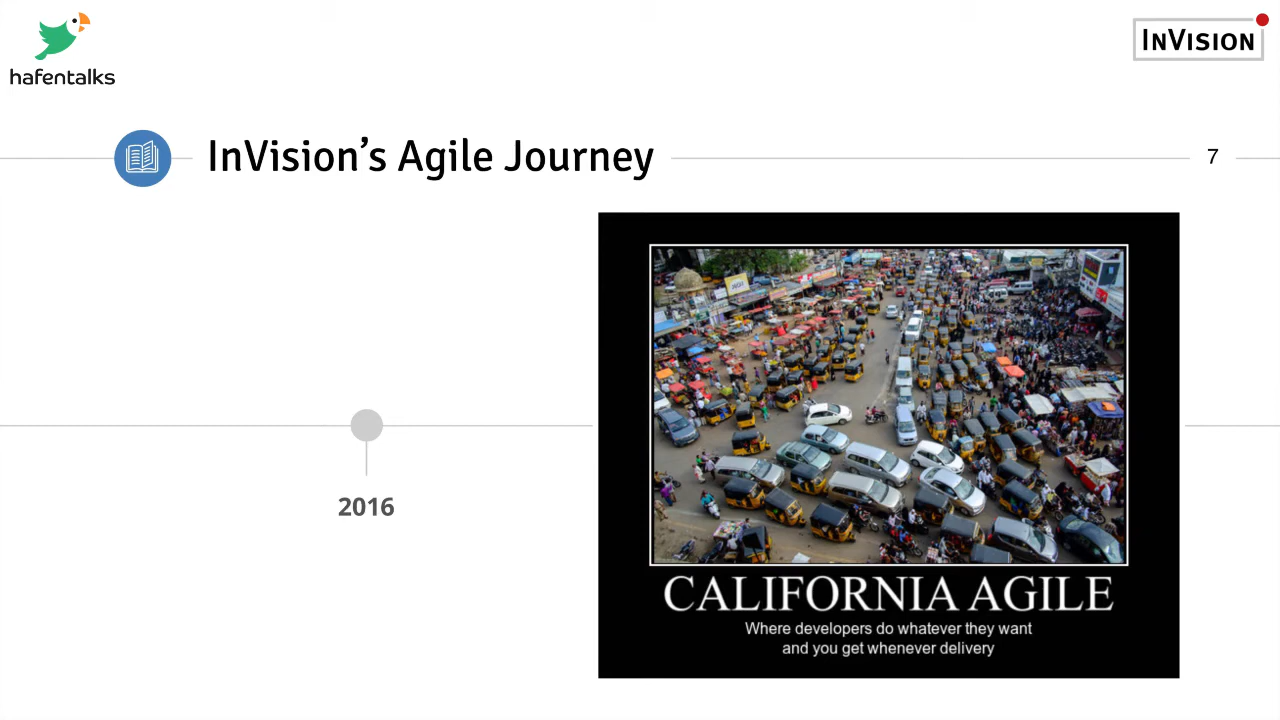 hafentalks
InVision
InVision’s Agile Journey
7
2016
CALIFORNIA AGILE
Where developers do whatever they want
and you get whenever delivery